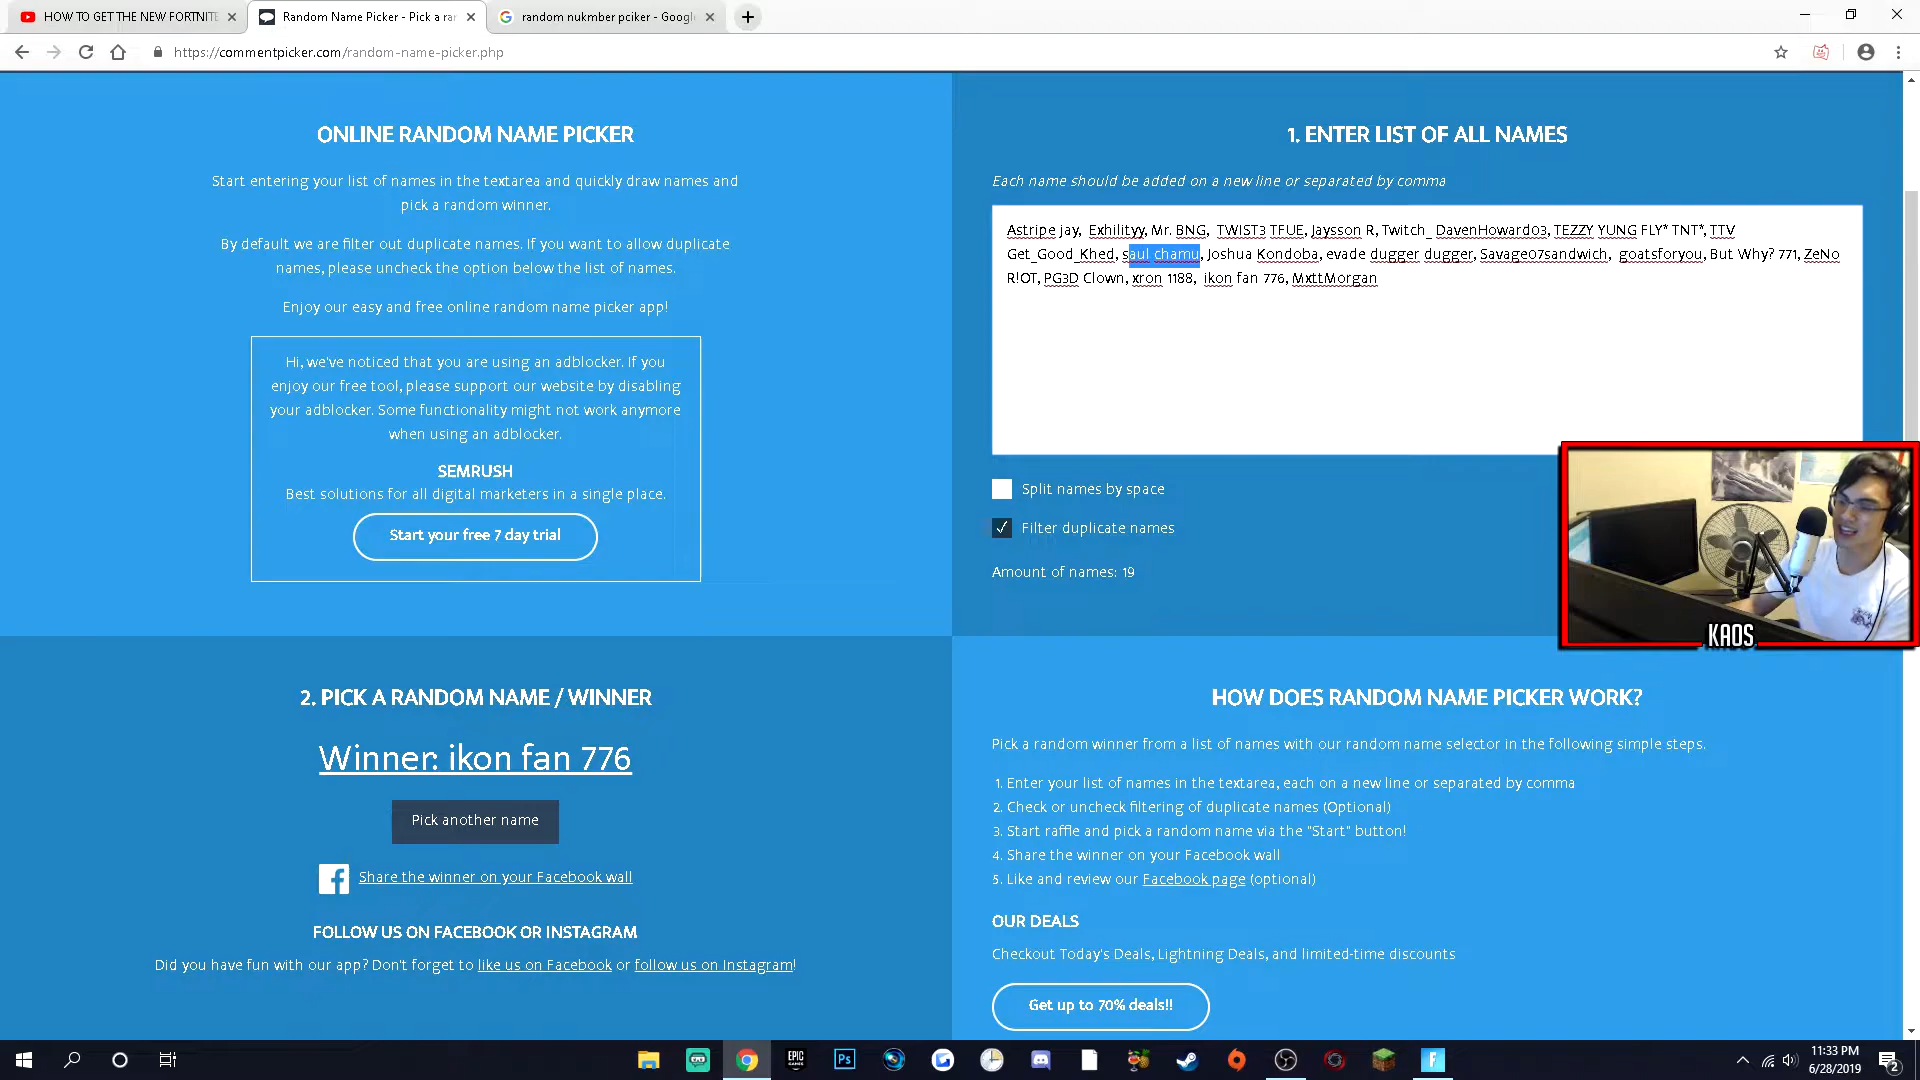 HOW TO GET THE NEW FORTNITE
Random Name Picker - Pick a rar
random nukmber pciker - Googl
https://commentpicker.com/random-name-picker.php
ONLINE RANDOM NAME PICKER
Start entering your list of names in the textarea and quickly draw names and
pick a random winner.
By default we are filter out duplicate names. If you want to allow duplicate
names, please uncheck the option below the list of names.
Enjoy our easy and free online random name picker app!
Hi, we've noticed that you are using an adblocker. If you
enjoy our free tool, please support our website by disabling
your adblocker. Some functionality might not work anymore
when using an adblocker.
SEMRUSH
Best solutions for all digital marketers in a single place.
Start your free 7 day trial
1. ENTER LIST OF ALL NAMES
Each name should be added on a new line or separated by comma
Astripe jay, Exhilityy, Mr. BNG, TWIST3 TFUE, Jaysson R, Twitch_ DavenHoward03, TEZZY YUNG FLY* TNT*, TTV
Get_Good_Khed, saul chamu, Joshua Kondoba, evade dugger dugger, Savage07sandwich, goatsforyou, But Why? 771, ZeNo
R!OT, PG3D Clown, xron 1188, ikon fan 776, MxttMorgan
Split names by space
Filter duplicate names
Amount of names: 19
KAOS
2. PICK A RANDOM NAME / WINNER
Winner: ikon fan 776
Pick another name
Share the winner on your Facebook wall
FOLLOW US ON FACEBOOK OR INSTAGRAM
Did you have fun with our app? Don't forget to like us on Facebook or follow us on Instagram!
HOW DOES RANDOM NAME PICKER WORK?
Pick a random winner from a list of names with our random name selector in the following simple steps.
1. Enter your list of names in the textarea, each on a new line or separated by comma
2. Check or uncheck filtering of duplicate names (Optional)
3. Start raffle and pick a random name via the "Start" button!
4. Share the winner on your Facebook wall
5. Like and review our Facebook page (optional)
OUR DEALS
Checkout Today's Deals, Lightning Deals, and limited-time discounts
Get up to 70% deals!!
EPIC GAMES
Ps
11:33 PM
6/28/2019
2